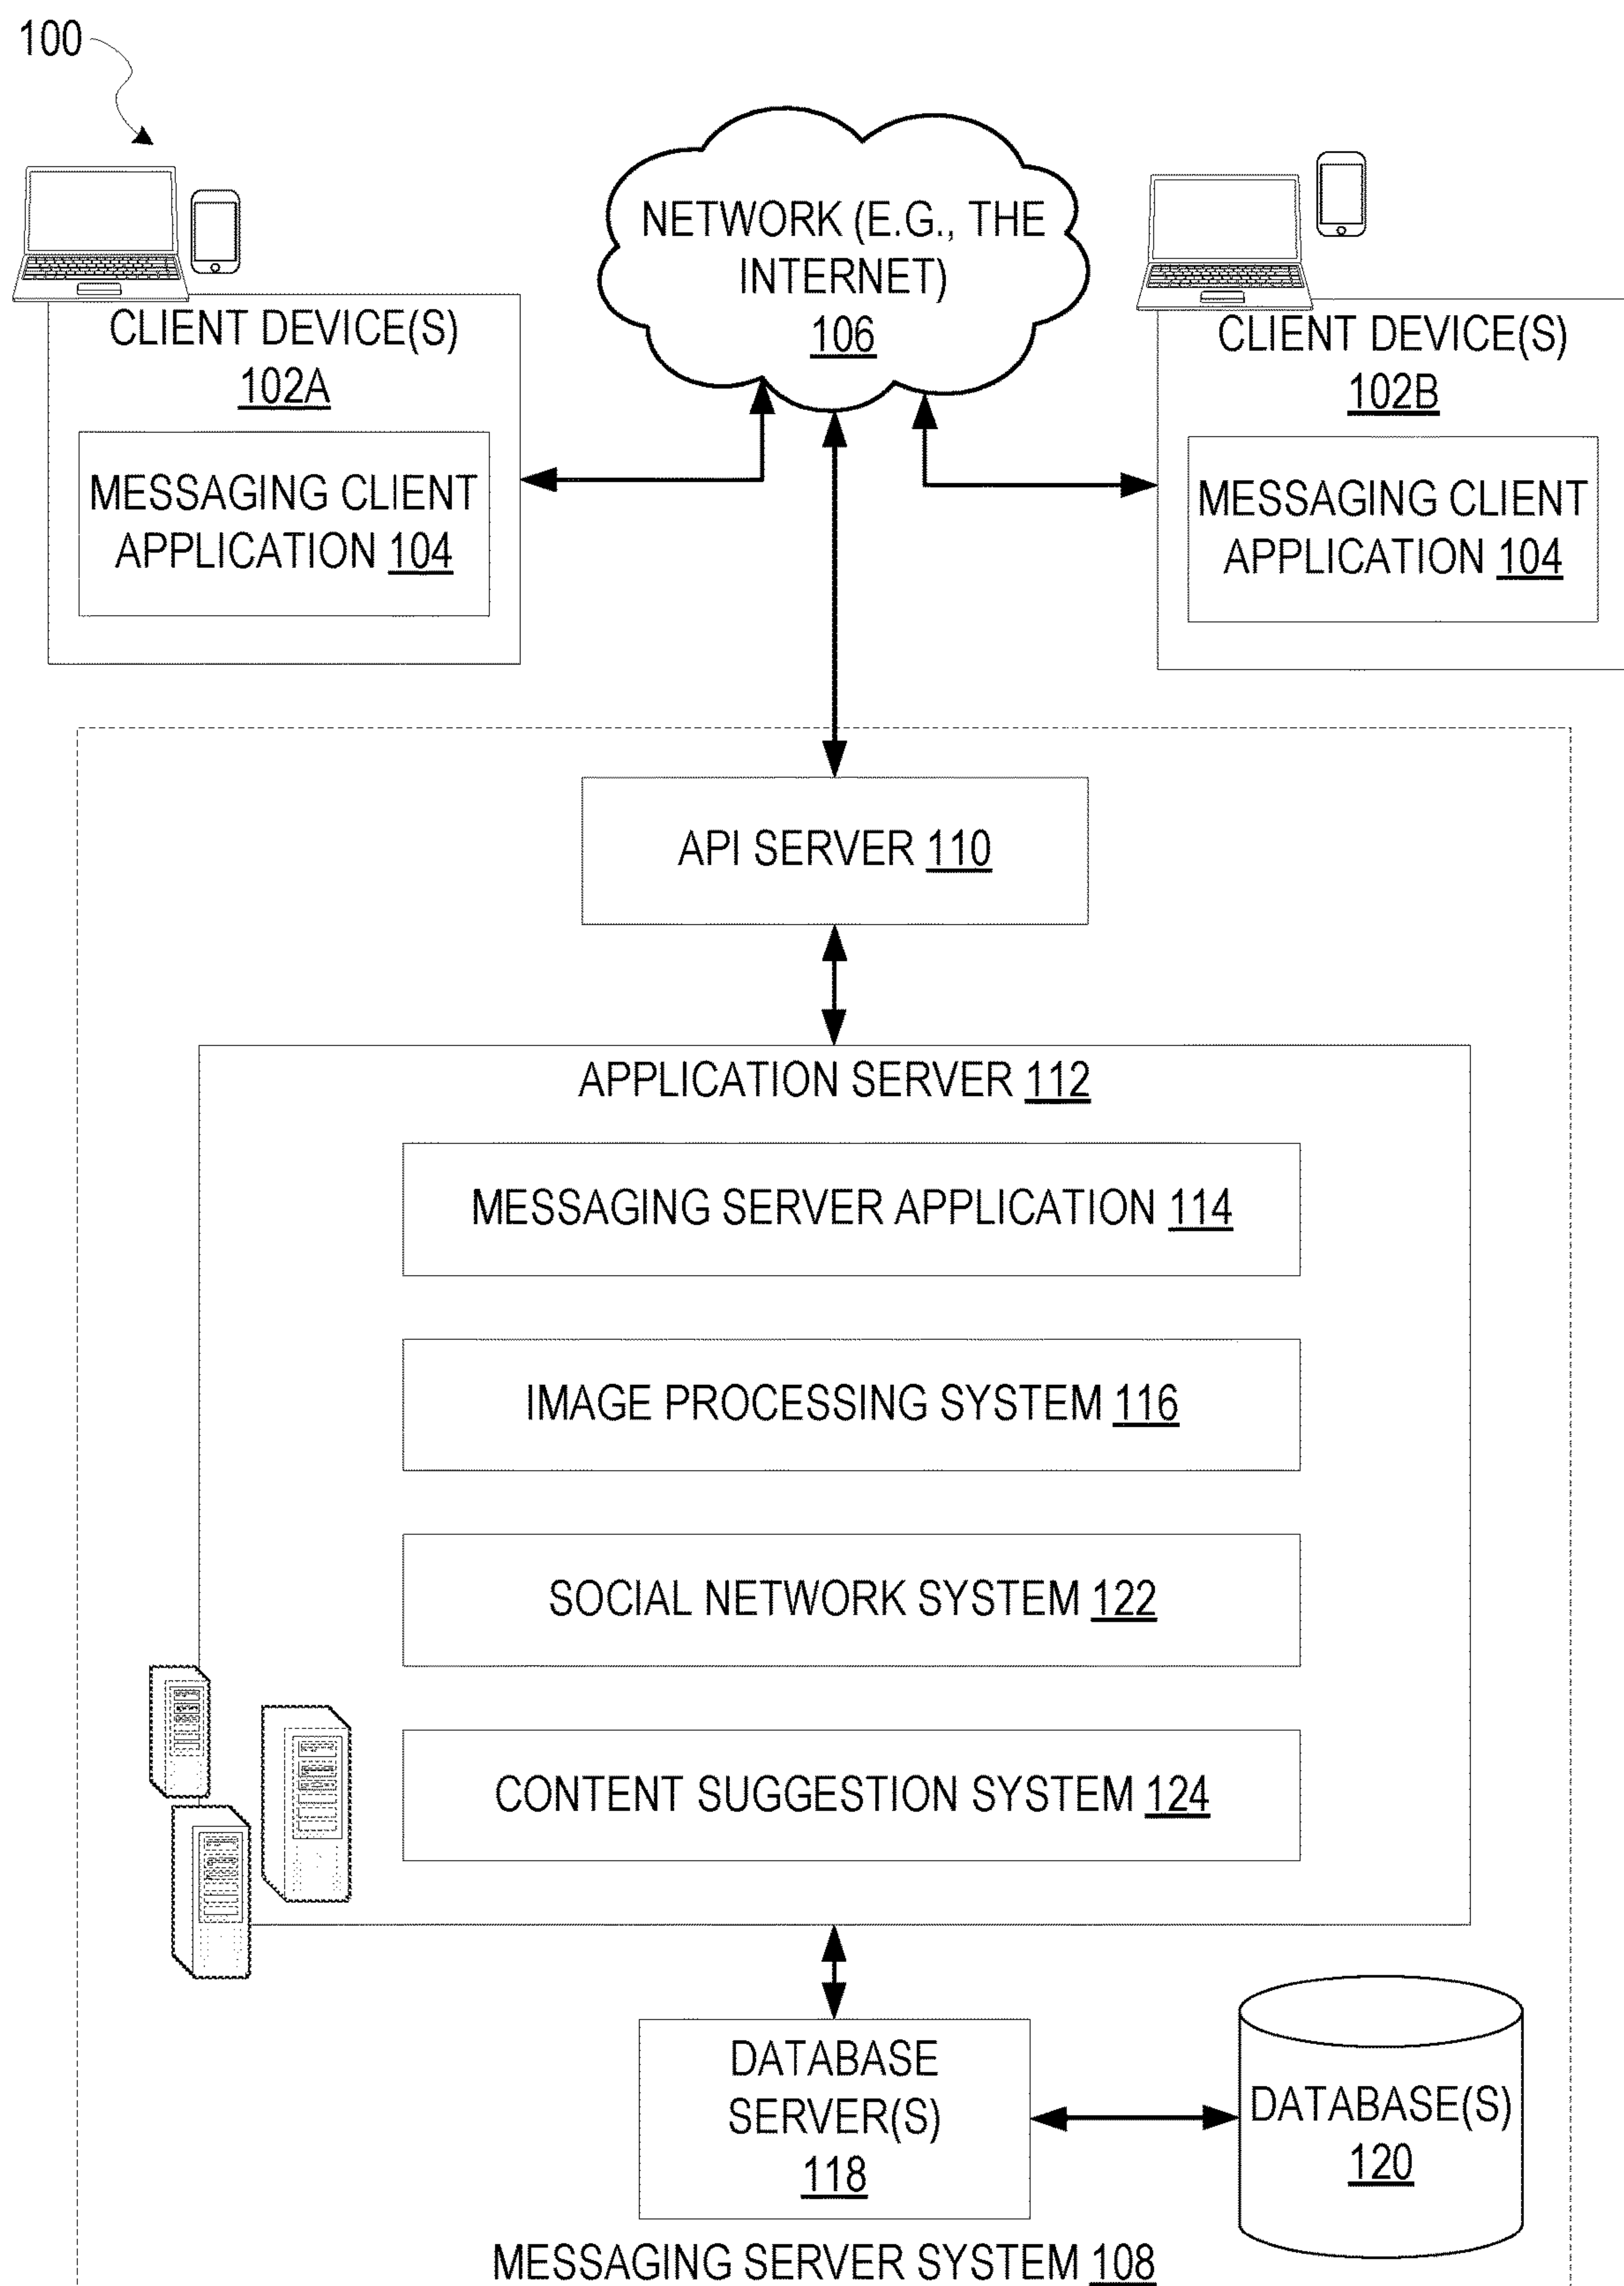 100
NETWORK (E.G., THE
INTERNET)
106
CLIENT DEVICE(S)
102A
MESSAGING CLIENT
APPLICATION 104
CLIENT DEVICE(S)
102B
MESSAGING CLIENT
APPLICATION 104
API SERVER 110
APPLICATION SERVER 112
MESSAGING SERVER APPLICATION 114
IMAGE PROCESSING SYSTEM 116
SOCIAL NETWORK SYSTEM 122
CONTENT SUGGESTION SYSTEM 124
DATABASE
SERVER(S)
118
DATABASE(S)
120
MESSAGING SERVER SYSTEM 108